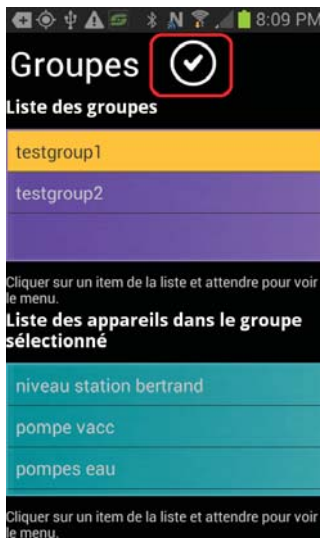 8:09 PM
Groupes
Liste des groupes
testgroup1
testgroup2
Cliquer sur un item de la liste et attendre pour voir
le menu.
Liste des appareils dans le groupe
sélectionné
niveau station bertrand
pompe vacc
pompes eau
Cliquer sur un item de la liste et attendre pour voir
le menu.